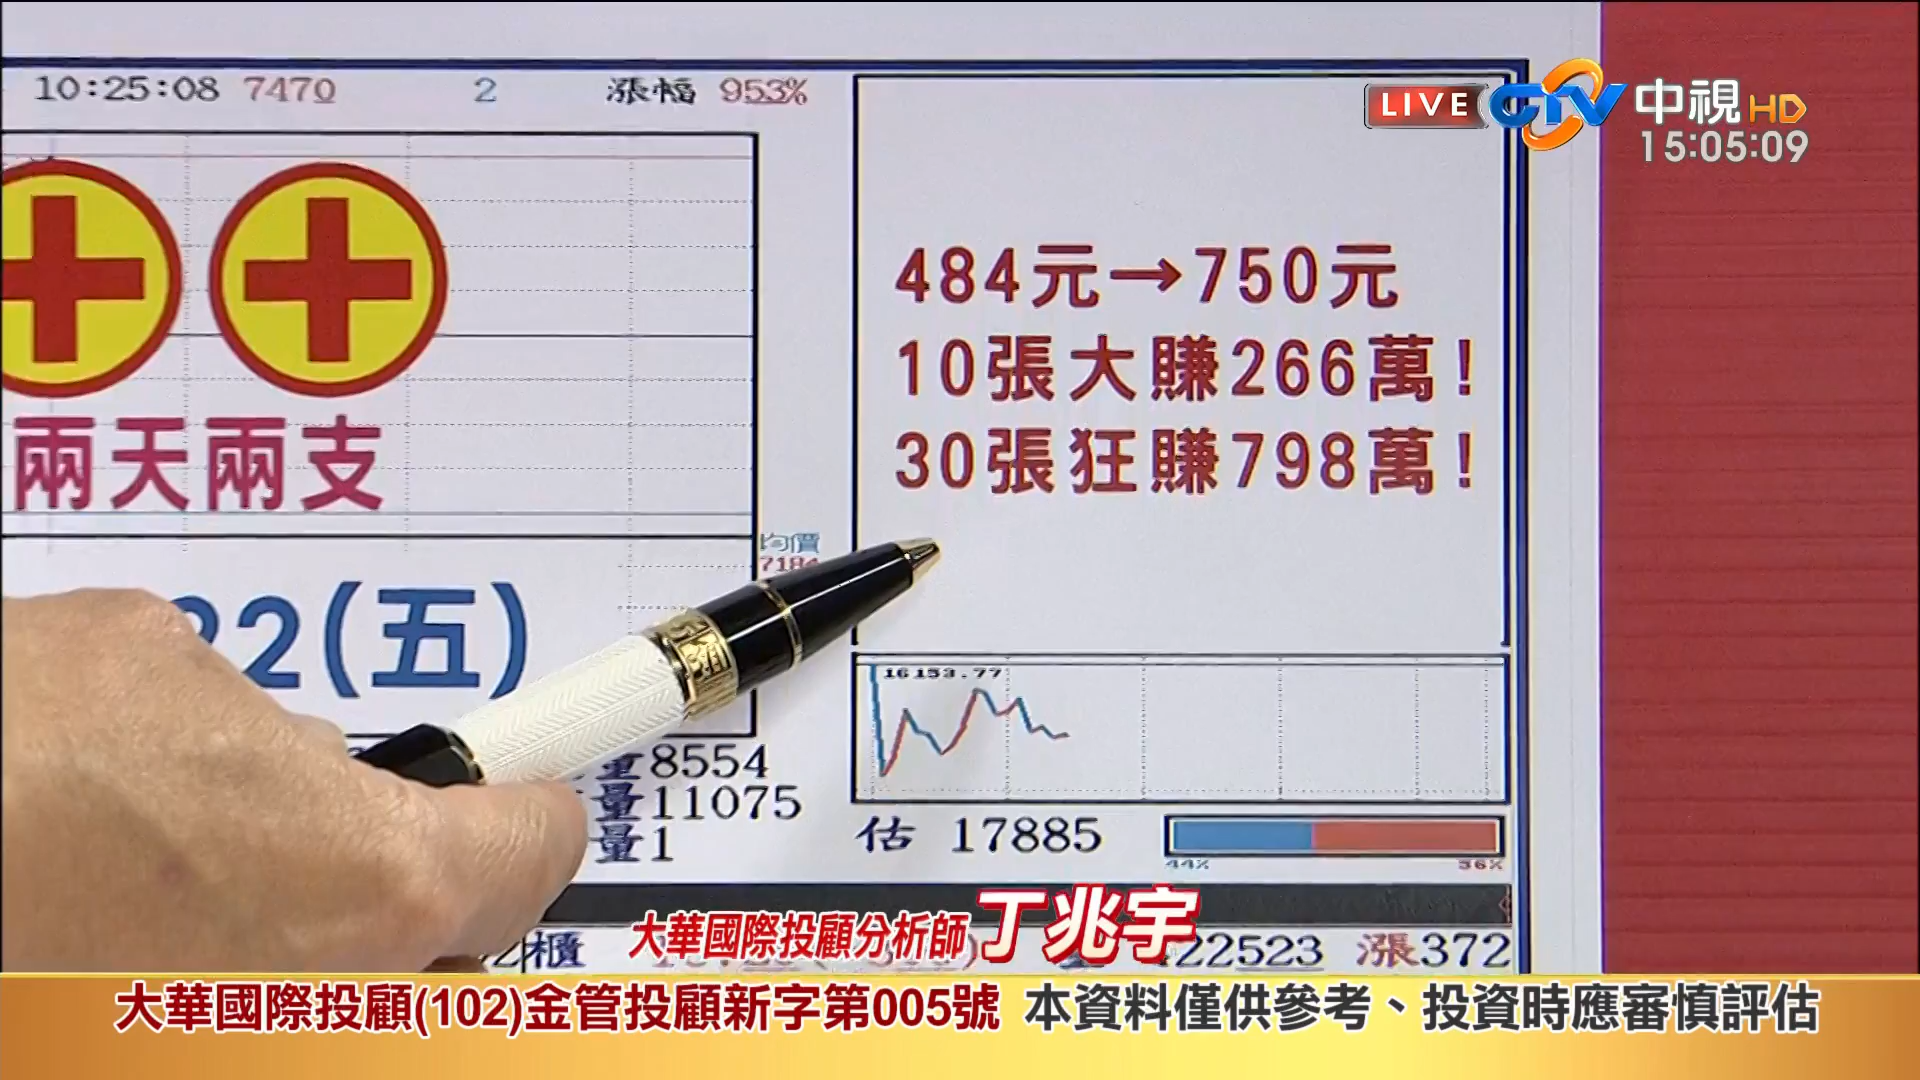 10:25:08 7470 2 漲幅 953%
LIVE CTV 中視 HD
15:05:09
484元→750元
10張大賺266萬!
30張狂賺798萬!
兩天兩支
均價
22(五)
16153.77
量8554
量11075
量1
估 17885
44% 56%
大華國際投顧分析師 丁兆宇
櫃
22523 漲372
大華國際投顧(102)金管投顧新字第005號 本資料僅供參考、投資時應審慎評估